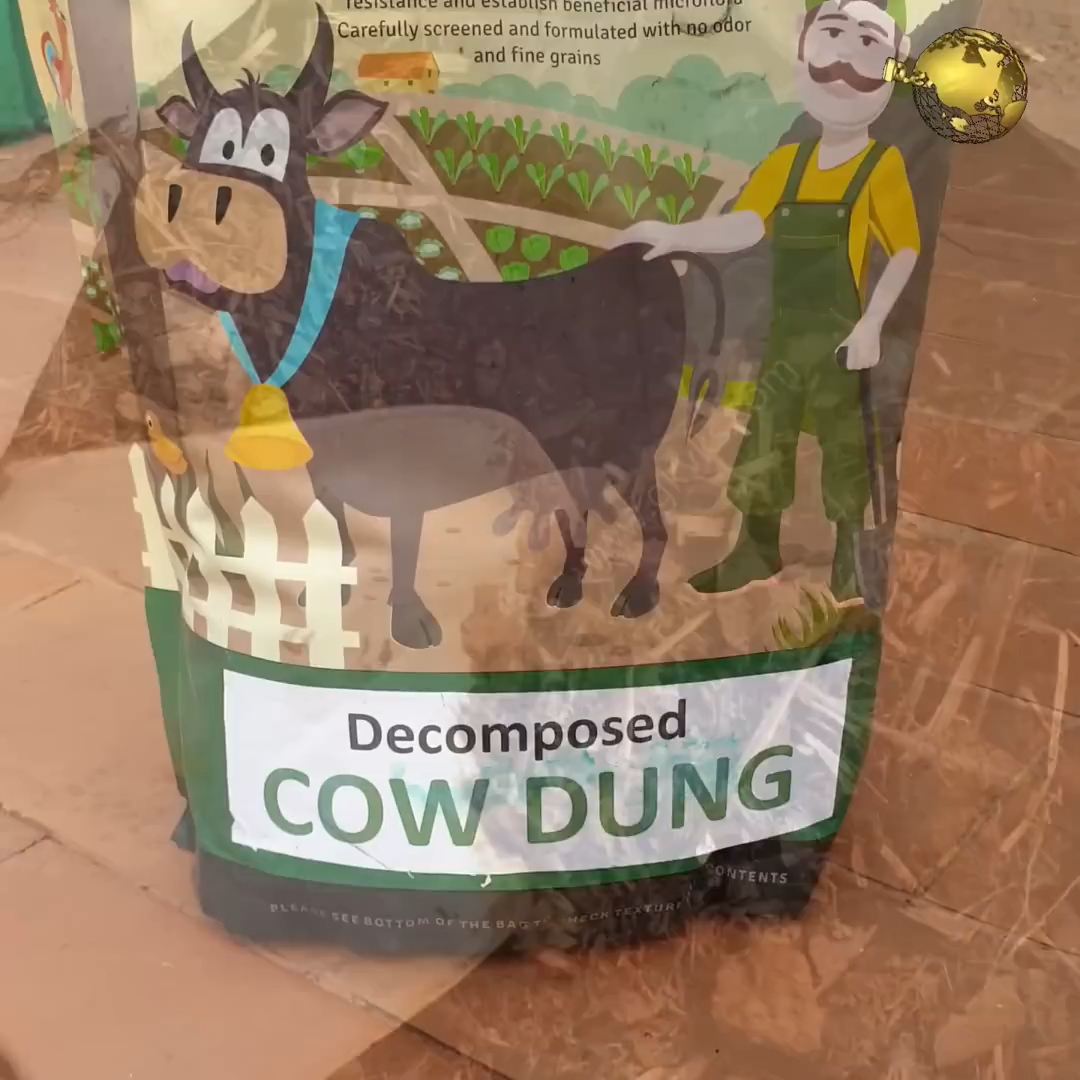 resistance and establish beneficial microflora
Carefully screened and formulated with no odor
and fine grains
Decomposed
COW DUNG
CONTENTS
PLEASE SEE BOTTOM OF THE BAG TO CHECK TEXTURE